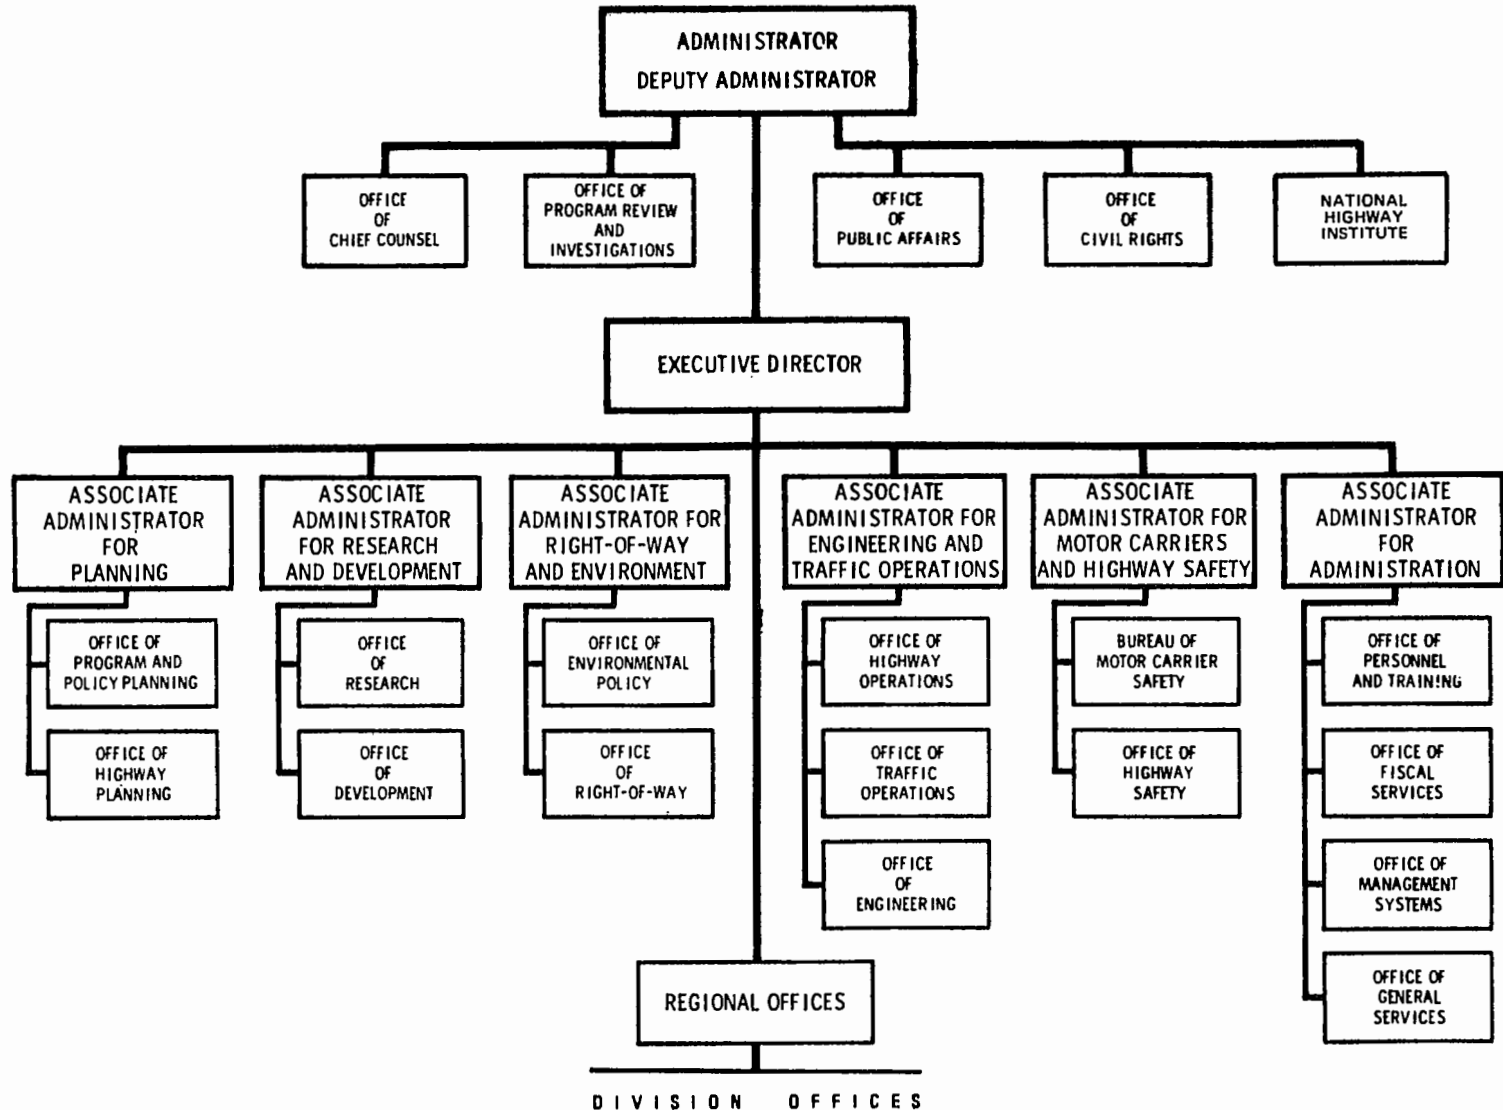 ADMINISTRATOR
DEPUTY ADMINISTRATOR
OFFICE
OF
CHIEF COUNSEL
OFFICE OF
PROGRAM REVIEW
AND
INVESTIGATIONS
OFFICE
OF
PUBLIC AFFAIRS
OFFICE
OF
CIVIL RIGHTS
NATIONAL
HIGHWAY
INSTITUTE
EXECUTIVE DIRECTOR
ASSOCIATE
ADMINISTRATOR
FOR
PLANNING
ASSOCIATE
ADMINISTRATOR
FOR RESEARCH
AND DEVELOPMENT
ASSOCIATE
ADMINISTRATOR FOR
RIGHT-OF-WAY
AND ENVIRONMENT
ASSOCIATE
ADMINISTRATOR FOR
ENGINEERING AND
TRAFFIC OPERATIONS
ASSOCIATE
ADMINISTRATOR FOR
MOTOR CARRIERS
AND HIGHWAY SAFETY
ASSOCIATE
ADMINISTRATOR
FOR
ADMINISTRATION
OFFICE OF
PROGRAM AND
POLICY PLANNING
OFFICE
OF
RESEARCH
OFFICE OF
ENVIRONMENTAL
POLICY
OFFICE OF
HIGHWAY
OPERATIONS
BUREAU OF
MOTOR CARRIER
SAFETY
OFFICE OF
PERSONNEL
AND TRAINING
OFFICE OF
HIGHWAY
PLANNING
OFFICE
OF
DEVELOPMENT
OFFICE
OF
RIGHT-OF-WAY
OFFICE OF
TRAFFIC
OPERATIONS
OFFICE OF
HIGHWAY
SAFETY
OFFICE OF
FISCAL
SERVICES
OFFICE
OF
ENGINEERING
OFFICE OF
MANAGEMENT
SYSTEMS
OFFICE OF
GENERAL
SERVICES
REGIONAL OFFICES
DIVISION OFFICES